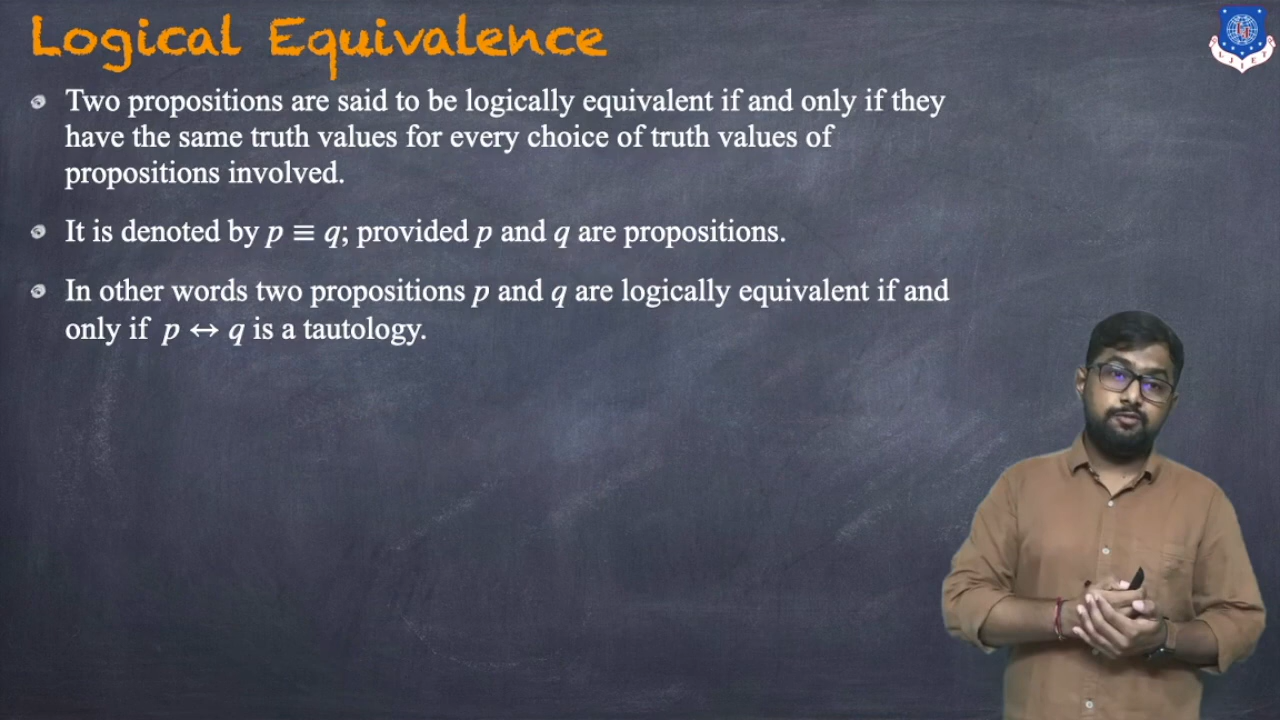 Logical Equivalence
Two propositions are said to be logically equivalent if and only if they
have the same truth values for every choice of truth values of
propositions involved.
It is denoted by p ≡ q; provided p and q are propositions.
In other words two propositions p and q are logically equivalent if and
only if p ↔ q is a tautology.